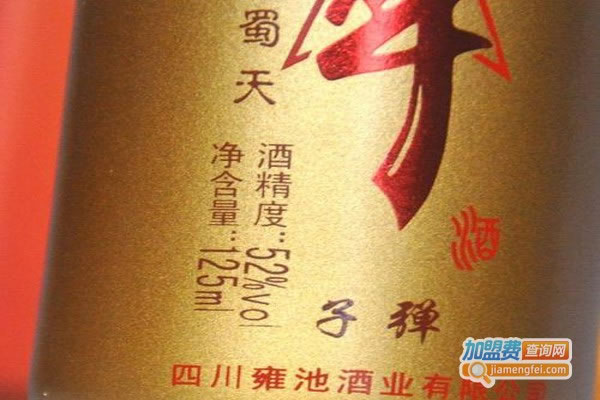 蜀天
酒
酒精度:52%vol
净含量:125ml
子弹
四川雍池酒业有限公司
加盟费查询网
jiamengfei.com